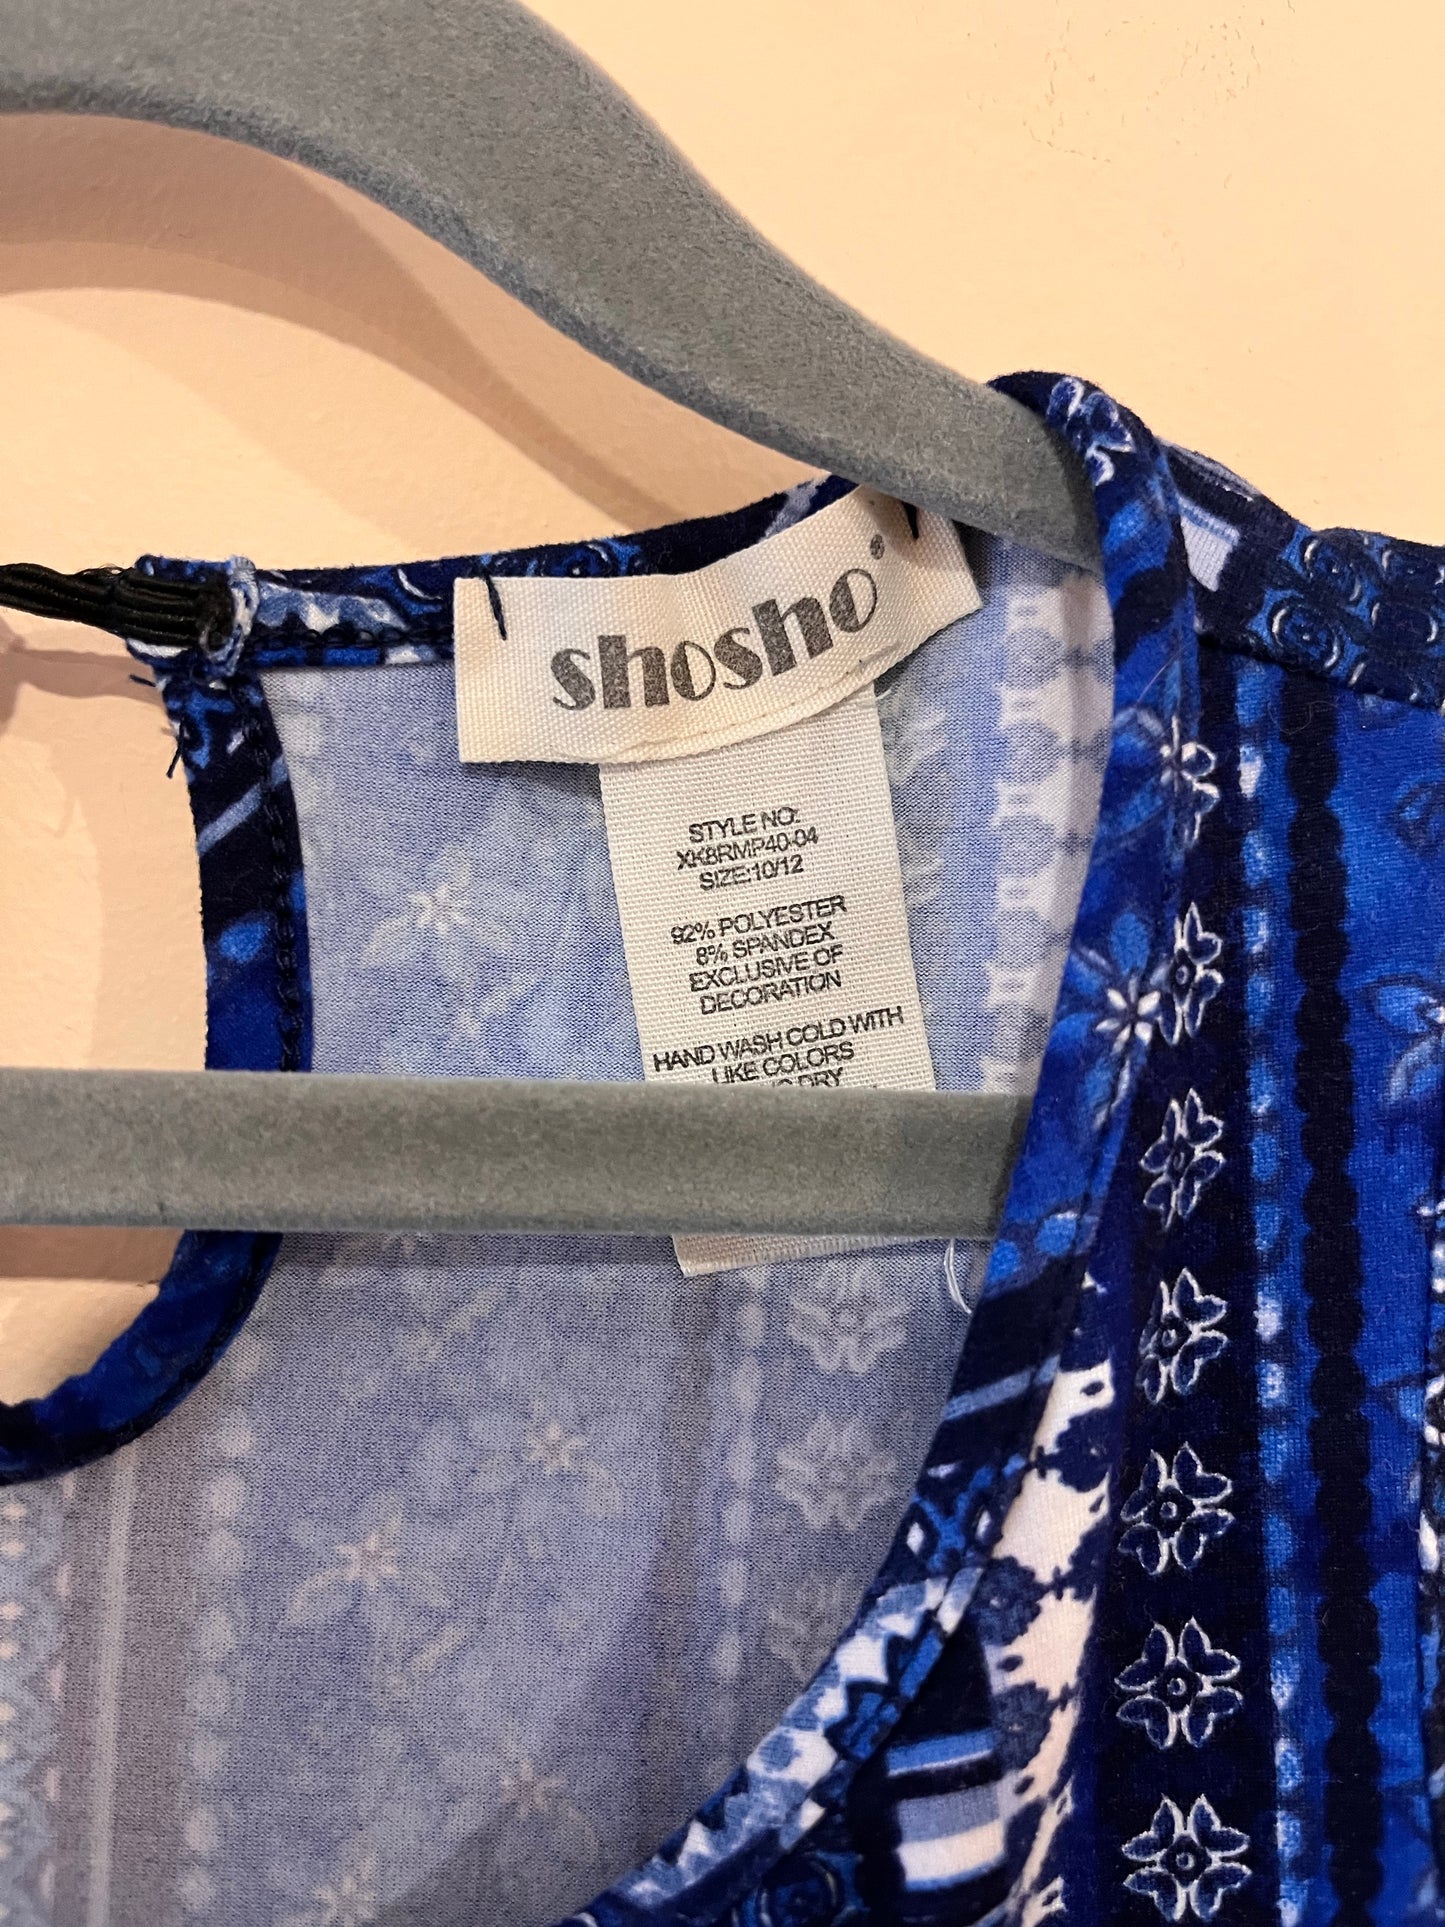 shosho
STYLE NO:
XK8RMP40-04
SIZE:10/12
92% POLYESTER
8% SPANDEX
EXCLUSIVE OF
DECORATION
HAND WASH COLD WITH
LIKE COLORS
DRY